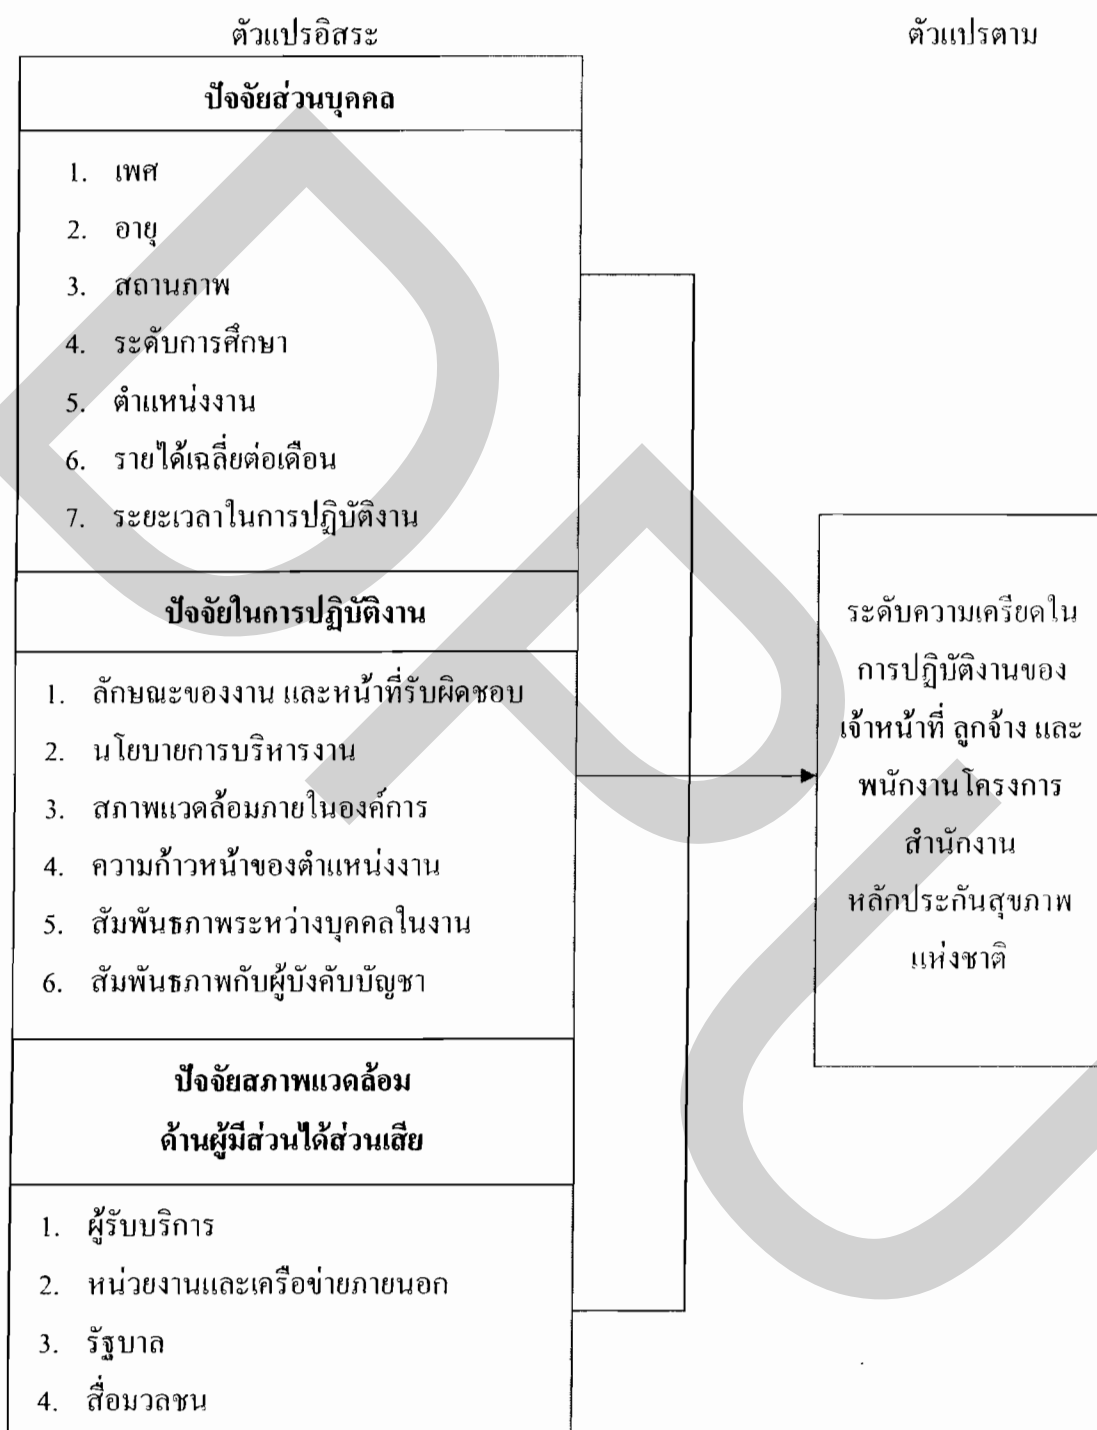 ตัวแปรอิสระ
ตัวแปรตาม
ปัจจัยส่วนบุคคล
1. เพศ
2. อายุ
3. สถานภาพ
4. ระดับการศึกษา
5. ตำแหน่งงาน
6. รายได้เฉลี่ยต่อเดือน
7. ระยะเวลาในการปฏิบัติงาน
ปัจจัยในการปฏิบัติงาน
1. ลักษณะของงาน และหน้าที่รับผิดชอบ
2. นโยบายการบริหารงาน
3. สภาพแวดล้อมภายในองค์การ
4. ความก้าวหน้าของตำแหน่งงาน
5. สัมพันธภาพระหว่างบุคคลในงาน
6. สัมพันธภาพกับผู้บังคับบัญชา
ปัจจัยสภาพแวดล้อม
ด้านผู้มีส่วนได้ส่วนเสีย
1. ผู้รับบริการ
2. หน่วยงานและเครือข่ายภายนอก
3. รัฐบาล
4. สื่อมวลชน
ระดับความเครียดใน
การปฏิบัติงานของ
เจ้าหน้าที่ ลูกจ้าง และ
พนักงานโครงการ
สำนักงาน
หลักประกันสุขภาพ
แห่งชาติ
DPU